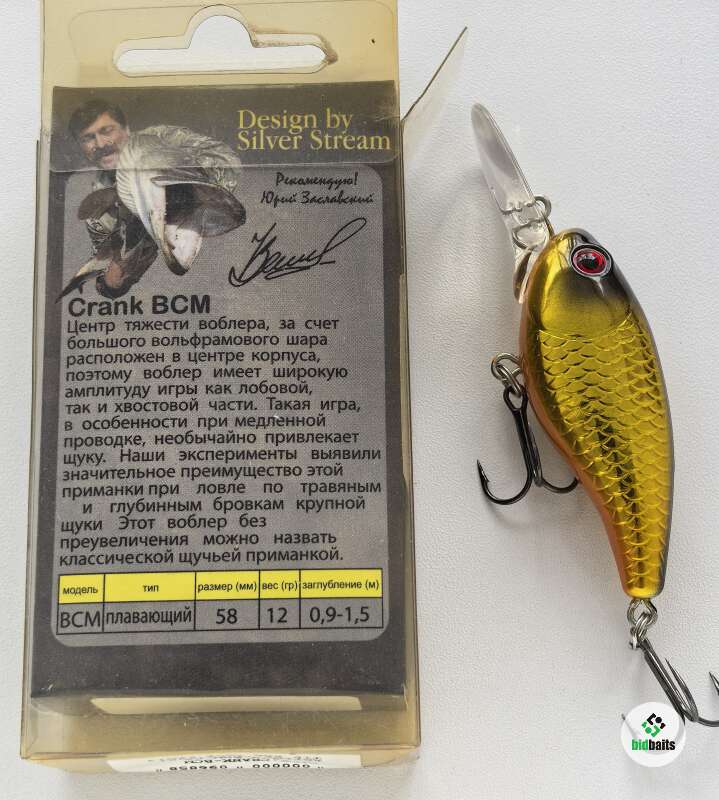 Design by
Silver Stream
Рекомендую!
Юрий Заславский
Crank BCM
Центр тяжести воблера, за счет
большого вольфрамового шара
расположен в центре корпуса,
поэтому воблер имеет широкую
амплитуду игры как лобовой,
так и хвостовой части. Такая игра,
в особенности при медленной
проводке, необычайно привлекает
щуку. Наши эксперименты выявили
значительное преимущество этой
приманки при ловле по травяным
и глубинным бровкам крупной
щуки Этот воблер без
преувеличения можно назвать
классической щучьей приманкой.
модель тип размер (мм) вес (гр) заглубление (м)
BCM плавающий 58 12 0,9-1,5
bidbaits